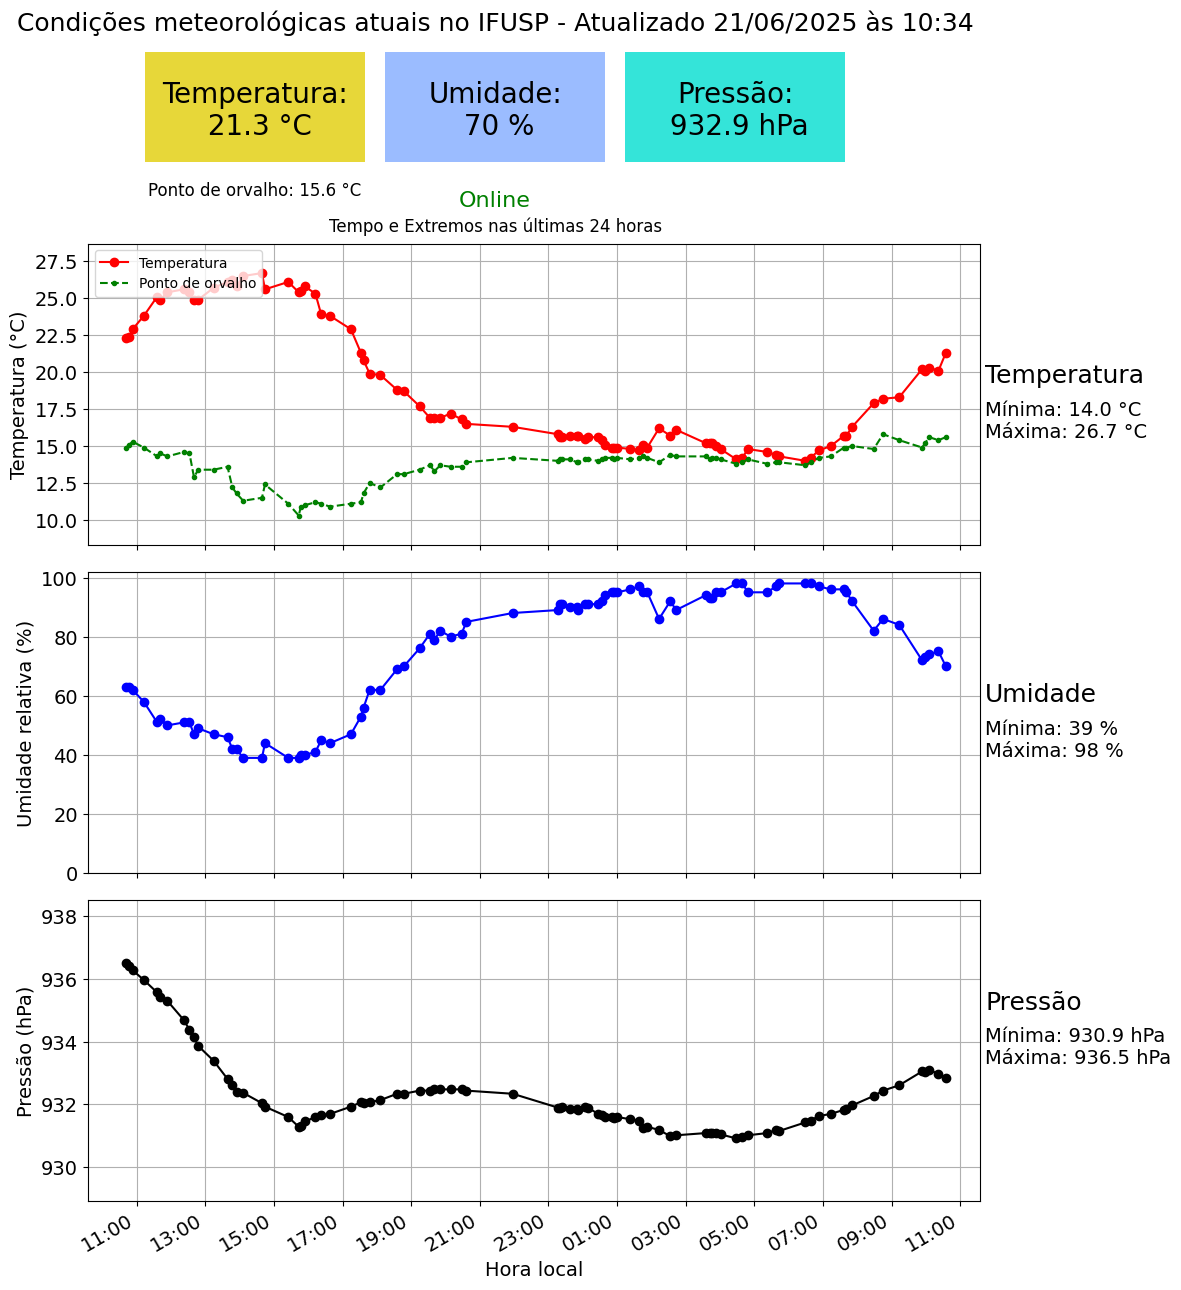 Condições meteorológicas atuais no IFUSP - Atualizado 21/06/2025 às 10:34
Temperatura:
21.3 °C
Umidade:
70 %
Pressão:
932.9 hPa
Ponto de orvalho: 15.6 °C
Online
Tempo e Extremos nas últimas 24 horas
Temperatura
Ponto de orvalho
Temperatura (°C)
27.5
25.0
22.5
20.0
17.5
15.0
12.5
10.0
Temperatura
Mínima: 14.0 °C
Máxima: 26.7 °C
Umidade relativa (%)
100
80
60
40
20
0
Umidade
Mínima: 39 %
Máxima: 98 %
Pressão (hPa)
938
936
934
932
930
Pressão
Mínima: 930.9 hPa
Máxima: 936.5 hPa
11:00 13:00 15:00 17:00 19:00 21:00 23:00 01:00 03:00 05:00 07:00 09:00 11:00
Hora local